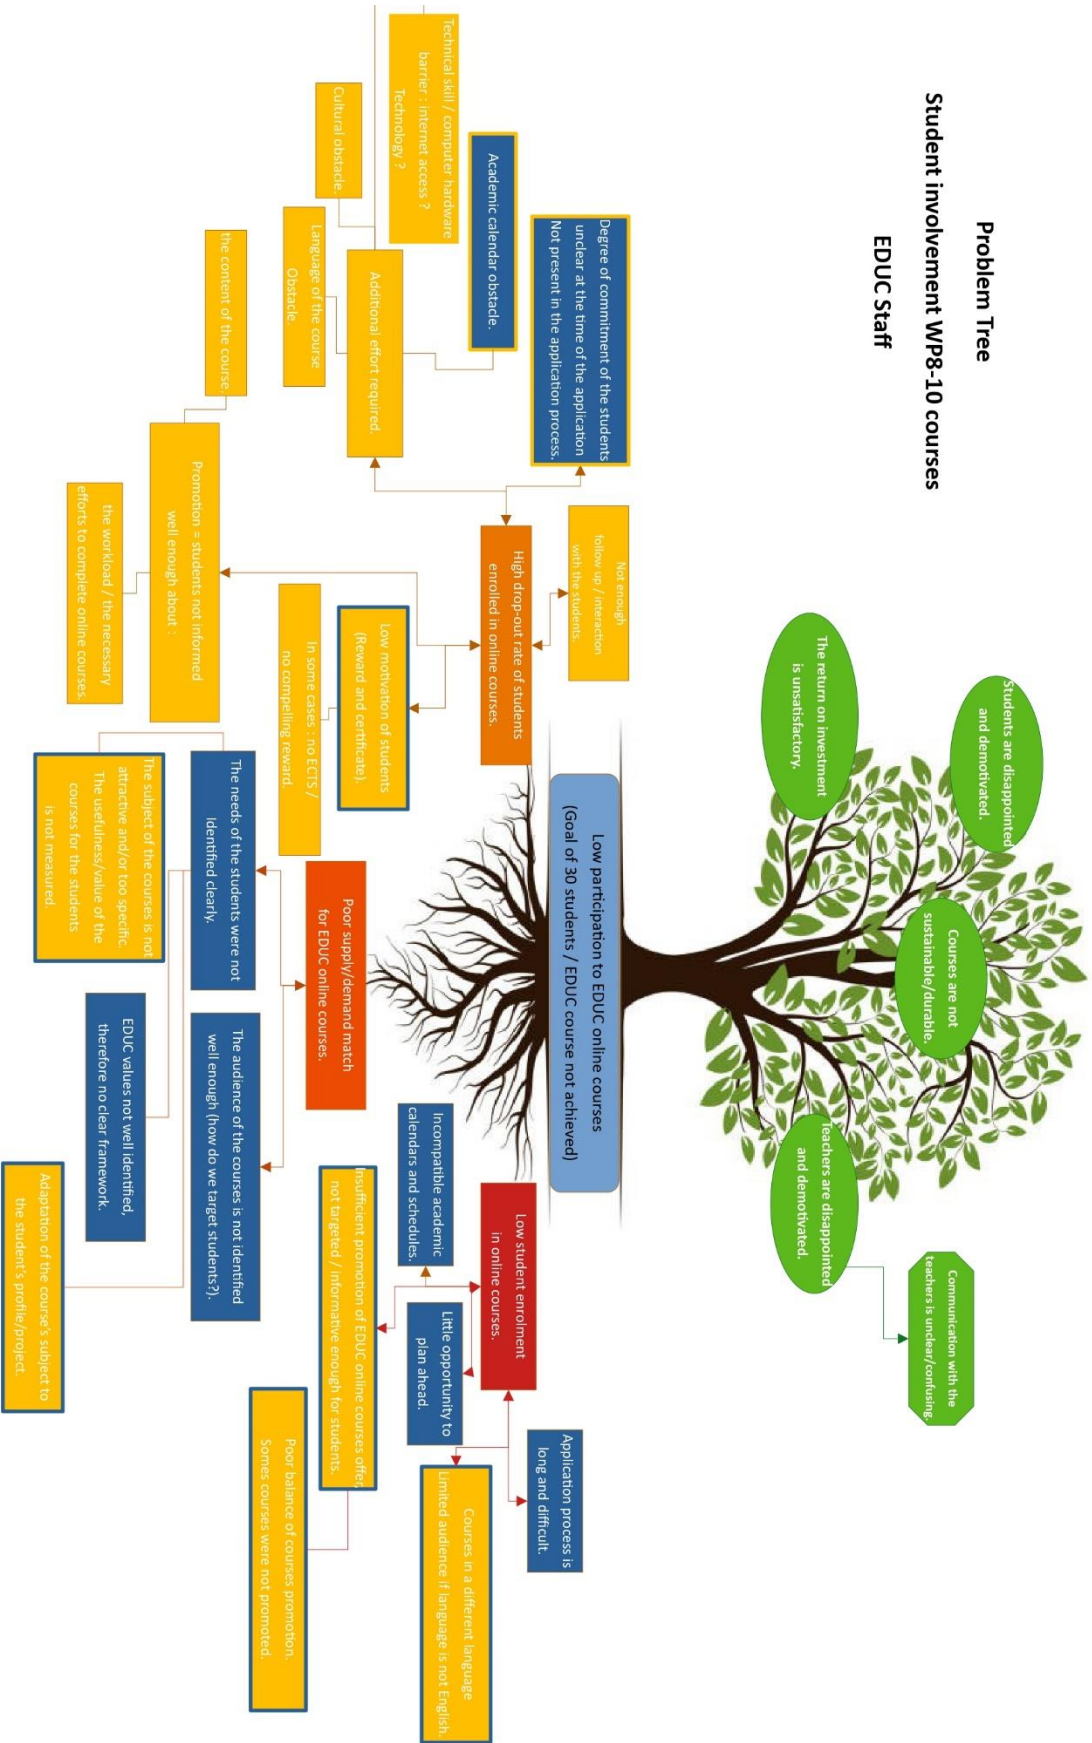 Problem Tree
Student involvement WP8-10 courses
EDUC Staff
Students are disappointed
and demotivated.
The return on investment
is unsatisfactory.
Courses are not
sustainable/durable.
Teachers are disappointed
and demotivated.
Communication with the
teachers is unclear/confusing.
Low participation to EDUC online courses
(Goal of 30 students / EDUC course not achieved)
Not enough
follow up / interaction
with the students.
Degree of commitment of the students
unclear at the time of the application
Not present in the application process.
High drop-out rate of students
enrolled in online courses.
Academic calendar obstacle.
Technical skill / computer hardware
barrier : internet access ?
Technology ?
Cultural obstacle.
Additional effort required.
Language of the course
Obstacle.
Low motivation of students
(Reward and certificate).
In some cases : no ECTS /
no compelling reward.
the content of the course.
Promotion = students not informed
well enough about :
the workload / the necessary
efforts to complete online courses.
Poor supply/demand match
for EDUC online courses.
The needs of the students were not
Identified clearly.
The audience of the courses is not identified
well enough (how do we target students?).
The subject of the courses is not
attractive and/or too specific.
The usefulness/value of the
courses for the students
is not measured.
EDUC values not well identified,
therefore no clear framework.
Adaptation of the course's subject to
the student's profile/project.
Low student enrolment
in online courses.
Application process is
long and difficult.
Incompatible academic
calendars and schedules.
Little opportunity to
plan ahead.
Courses in a different language
Limited audience if language is not English.
Insufficient promotion of EDUC online courses offer,
not targeted / informative enough for students.
Poor balance of courses promotion.
Somes courses were not promoted.